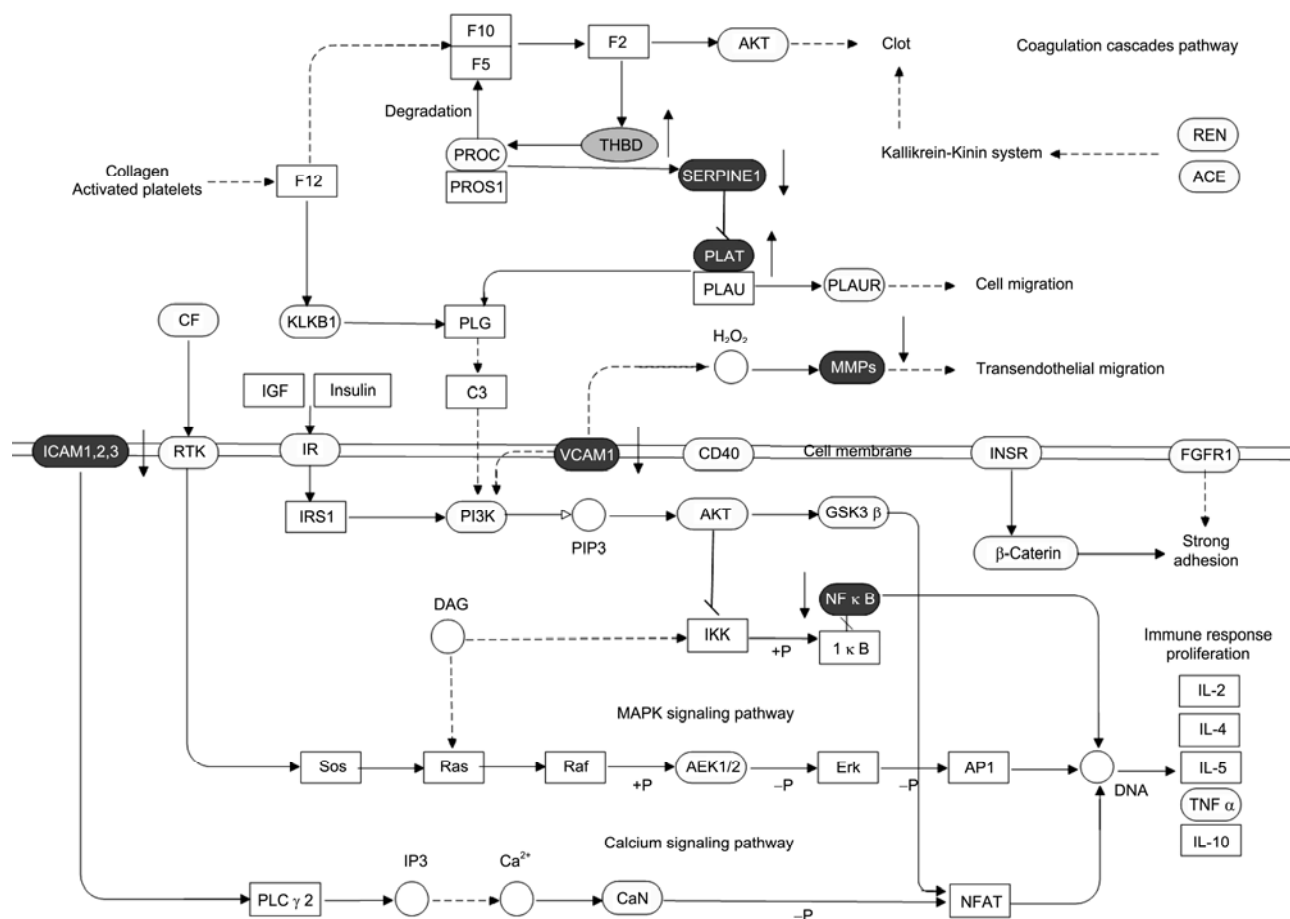 F10
F5
F2
AKT
Clot
Coagulation cascades pathway
Degradation
THBD
PROC
PROS1
REN
ACE
Kallikrein-Kinin system
Collagen
Activated platelets
F12
SERPINE1
PLAT
PLAU
PLAUR
Cell migration
CF
KLKB1
PLG
H₂O₂
MMPs
Transendothelial migration
IGF
Insulin
C3
ICAM1,2,3
RTK
IR
VCAM1
CD40
Cell membrane
INSR
FGFR1
IRS1
PI3K
PIP3
AKT
GSK3 β
β-Caterin
Strong
adhesion
DAG
IKK
+P
NF κ B
1 κ B
Immune response
proliferation
IL-2
IL-4
IL-5
TNF α
IL-10
MAPK signaling pathway
Sos
Ras
Raf
+P
AEK1/2
–P
Erk
–P
AP1
DNA
Calcium signaling pathway
PLC γ 2
IP3
Ca²⁺
CaN
–P
NFAT